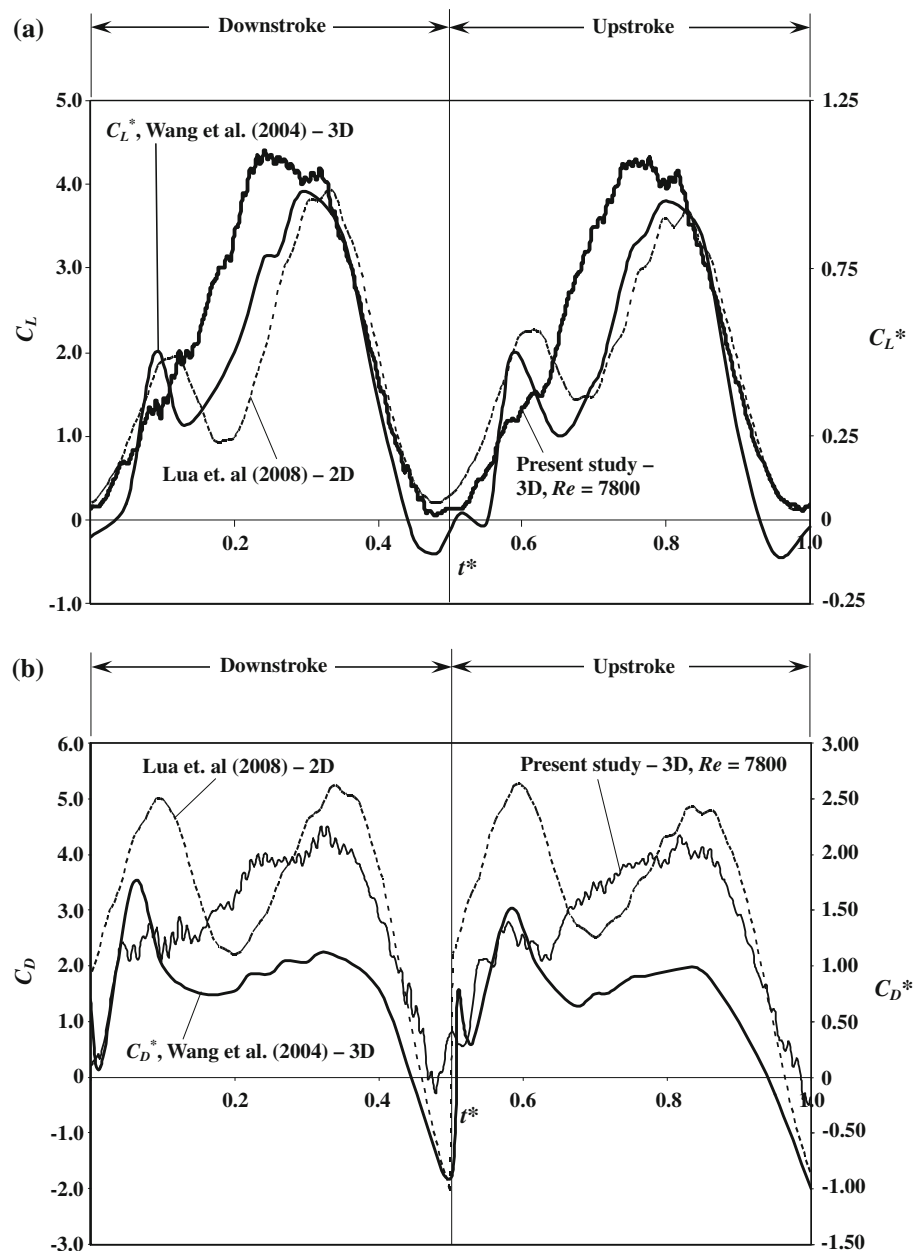 (a)
Downstroke
Upstroke
5.0
4.0
3.0
2.0
1.0
0
-1.0
C_L
1.25
0.75
0.25
0
-0.25
C_L*
C_L*, Wang et al. (2004) – 3D
Lua et. al (2008) – 2D
Present study –
3D, Re = 7800
0.2
0.4
0.6
0.8
1.0
t*
(b)
Downstroke
Upstroke
6.0
5.0
4.0
3.0
2.0
1.0
0
-1.0
-2.0
-3.0
C_D
3.00
2.50
2.00
1.50
1.00
0.50
0
-0.50
-1.00
-1.50
C_D*
Lua et. al (2008) – 2D
Present study – 3D, Re = 7800
C_D*, Wang et al. (2004) – 3D
0.2
0.4
0.6
0.8
1.0
t*